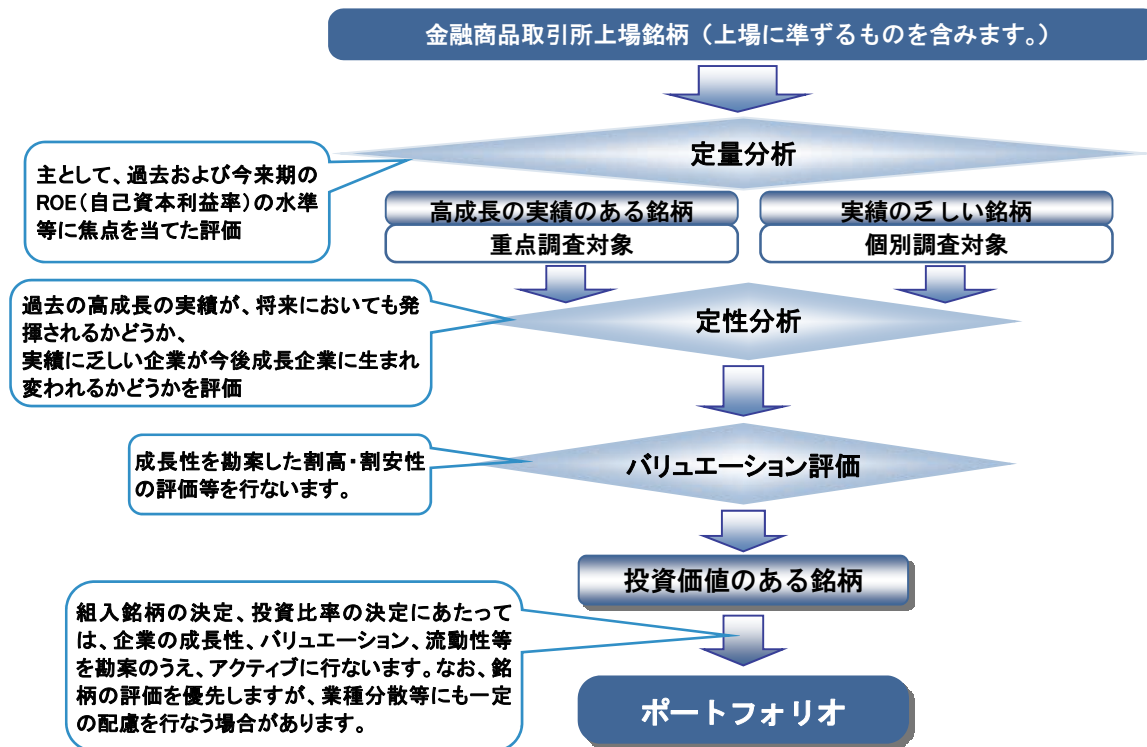 金融商品取引所上場銘柄（上場に準ずるものを含みます。）
定量分析
主として、過去および今来期の
ROE（自己資本利益率）の水準
等に焦点を当てた評価
高成長の実績のある銘柄
重点調査対象
実績の乏しい銘柄
個別調査対象
過去の高成長の実績が、将来においても発
揮されるかどうか、
実績に乏しい企業が今後成長企業に生まれ
変われるかどうかを評価
定性分析
成長性を勘案した割高・割安性
の評価等を行ないます。
バリュエーション評価
投資価値のある銘柄
組入銘柄の決定、投資比率の決定にあたって
は、企業の成長性、バリュエーション、流動性等
を勘案のうえ、アクティブに行ないます。なお、銘
柄の評価を優先しますが、業種分散等にも一定
の配慮を行なう場合があります。
ポートフォリオ